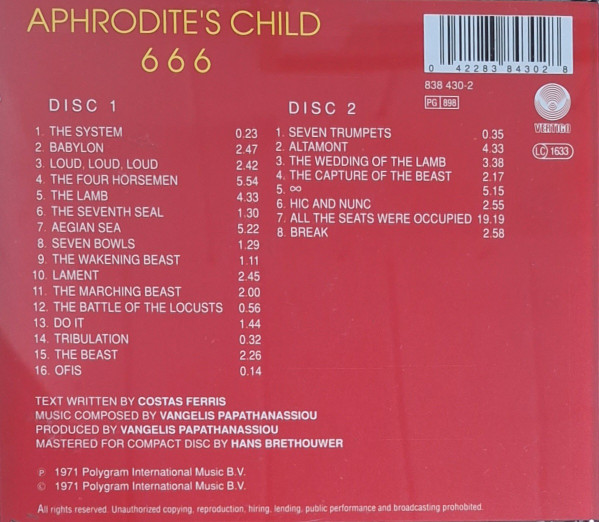 APHRODITE'S CHILD
666
0 42283 84302 8
838 430-2
PG 898
VERTIGO
LC 1633
DISC 1
1. THE SYSTEM 0.23
2. BABYLON 2.47
3. LOUD, LOUD, LOUD 2.42
4. THE FOUR HORSEMEN 5.54
5. THE LAMB 4.33
6. THE SEVENTH SEAL 1.30
7. AEGIAN SEA 5.22
8. SEVEN BOWLS 1.29
9. THE WAKENING BEAST 1.11
10. LAMENT 2.45
11. THE MARCHING BEAST 2.00
12. THE BATTLE OF THE LOCUSTS 0.56
13. DO IT 1.44
14. TRIBULATION 0.32
15. THE BEAST 2.26
16. OFIS 0.14
DISC 2
1. SEVEN TRUMPETS 0.35
2. ALTAMONT 4.33
3. THE WEDDING OF THE LAMB 3.38
4. THE CAPTURE OF THE BEAST 2.17
5. ∞ 5.15
6. HIC AND NUNC 2.55
7. ALL THE SEATS WERE OCCUPIED 19.19
8. BREAK 2.58
TEXT WRITTEN BY COSTAS FERRIS
MUSIC COMPOSED BY VANGELIS PAPATHANASSIOU
PRODUCED BY VANGELIS PAPATHANASSIOU
MASTERED FOR COMPACT DISC BY HANS BRETHOUWER
℗ 1971 Polygram International Music B.V.
© 1971 Polygram International Music B.V.
All rights reserved. Unauthorized copying, reproduction, hiring, lending, public performance and broadcasting prohibited.